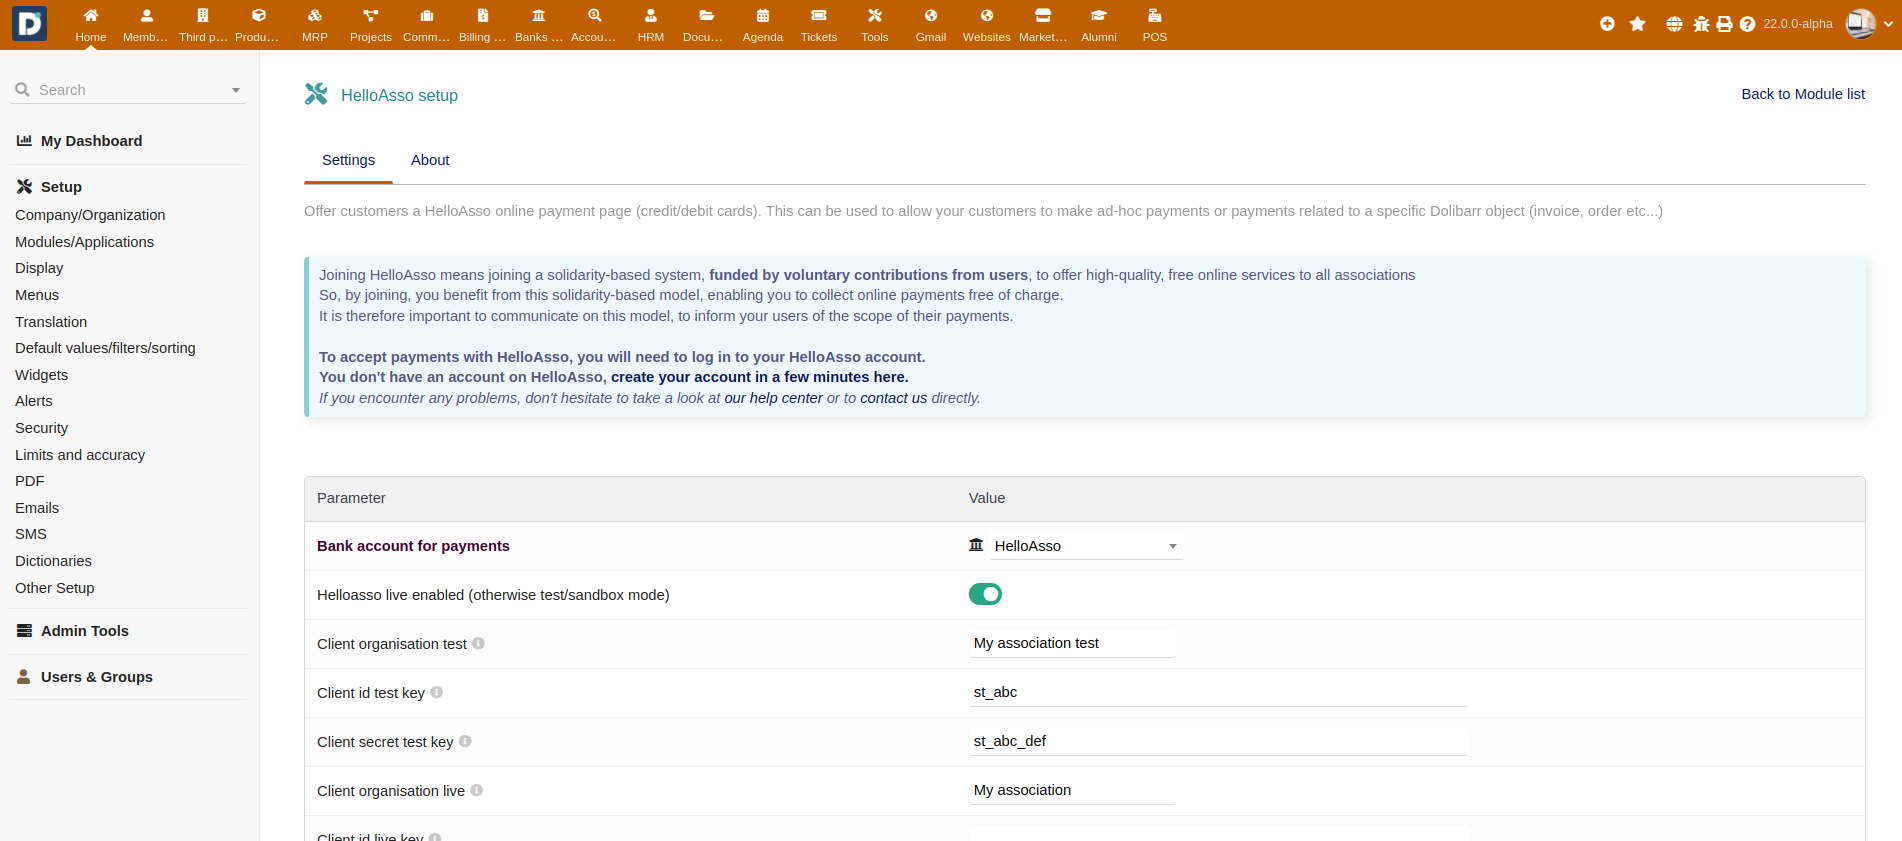 Home Memb... Third p... Produ... MRP Projects Comm... Billing ... Banks ... Accou... HRM Docu... Agenda Tickets Tools Gmail Websites Market... Alumni POS 22.0.0-alpha
Search
My Dashboard
Setup
Company/Organization
Modules/Applications
Display
Menus
Translation
Default values/filters/sorting
Widgets
Alerts
Security
Limits and accuracy
PDF
Emails
SMS
Dictionaries
Other Setup
Admin Tools
Users & Groups
HelloAsso setup
Back to Module list
Settings About
Offer customers a HelloAsso online payment page (credit/debit cards). This can be used to allow your customers to make ad-hoc payments or payments related to a specific Dolibarr object (invoice, order etc...)
Joining HelloAsso means joining a solidarity-based system, funded by voluntary contributions from users, to offer high-quality, free online services to all associations
So, by joining, you benefit from this solidarity-based model, enabling you to collect online payments free of charge.
It is therefore important to communicate on this model, to inform your users of the scope of their payments.
To accept payments with HelloAsso, you will need to log in to your HelloAsso account.
You don't have an account on HelloAsso, create your account in a few minutes here.
If you encounter any problems, don't hesitate to take a look at our help center or to contact us directly.
Parameter Value
Bank account for payments HelloAsso
Helloasso live enabled (otherwise test/sandbox mode)
Client organisation test My association test
Client id test key st_abc
Client secret test key st_abc_def
Client organisation live My association
Client id live key